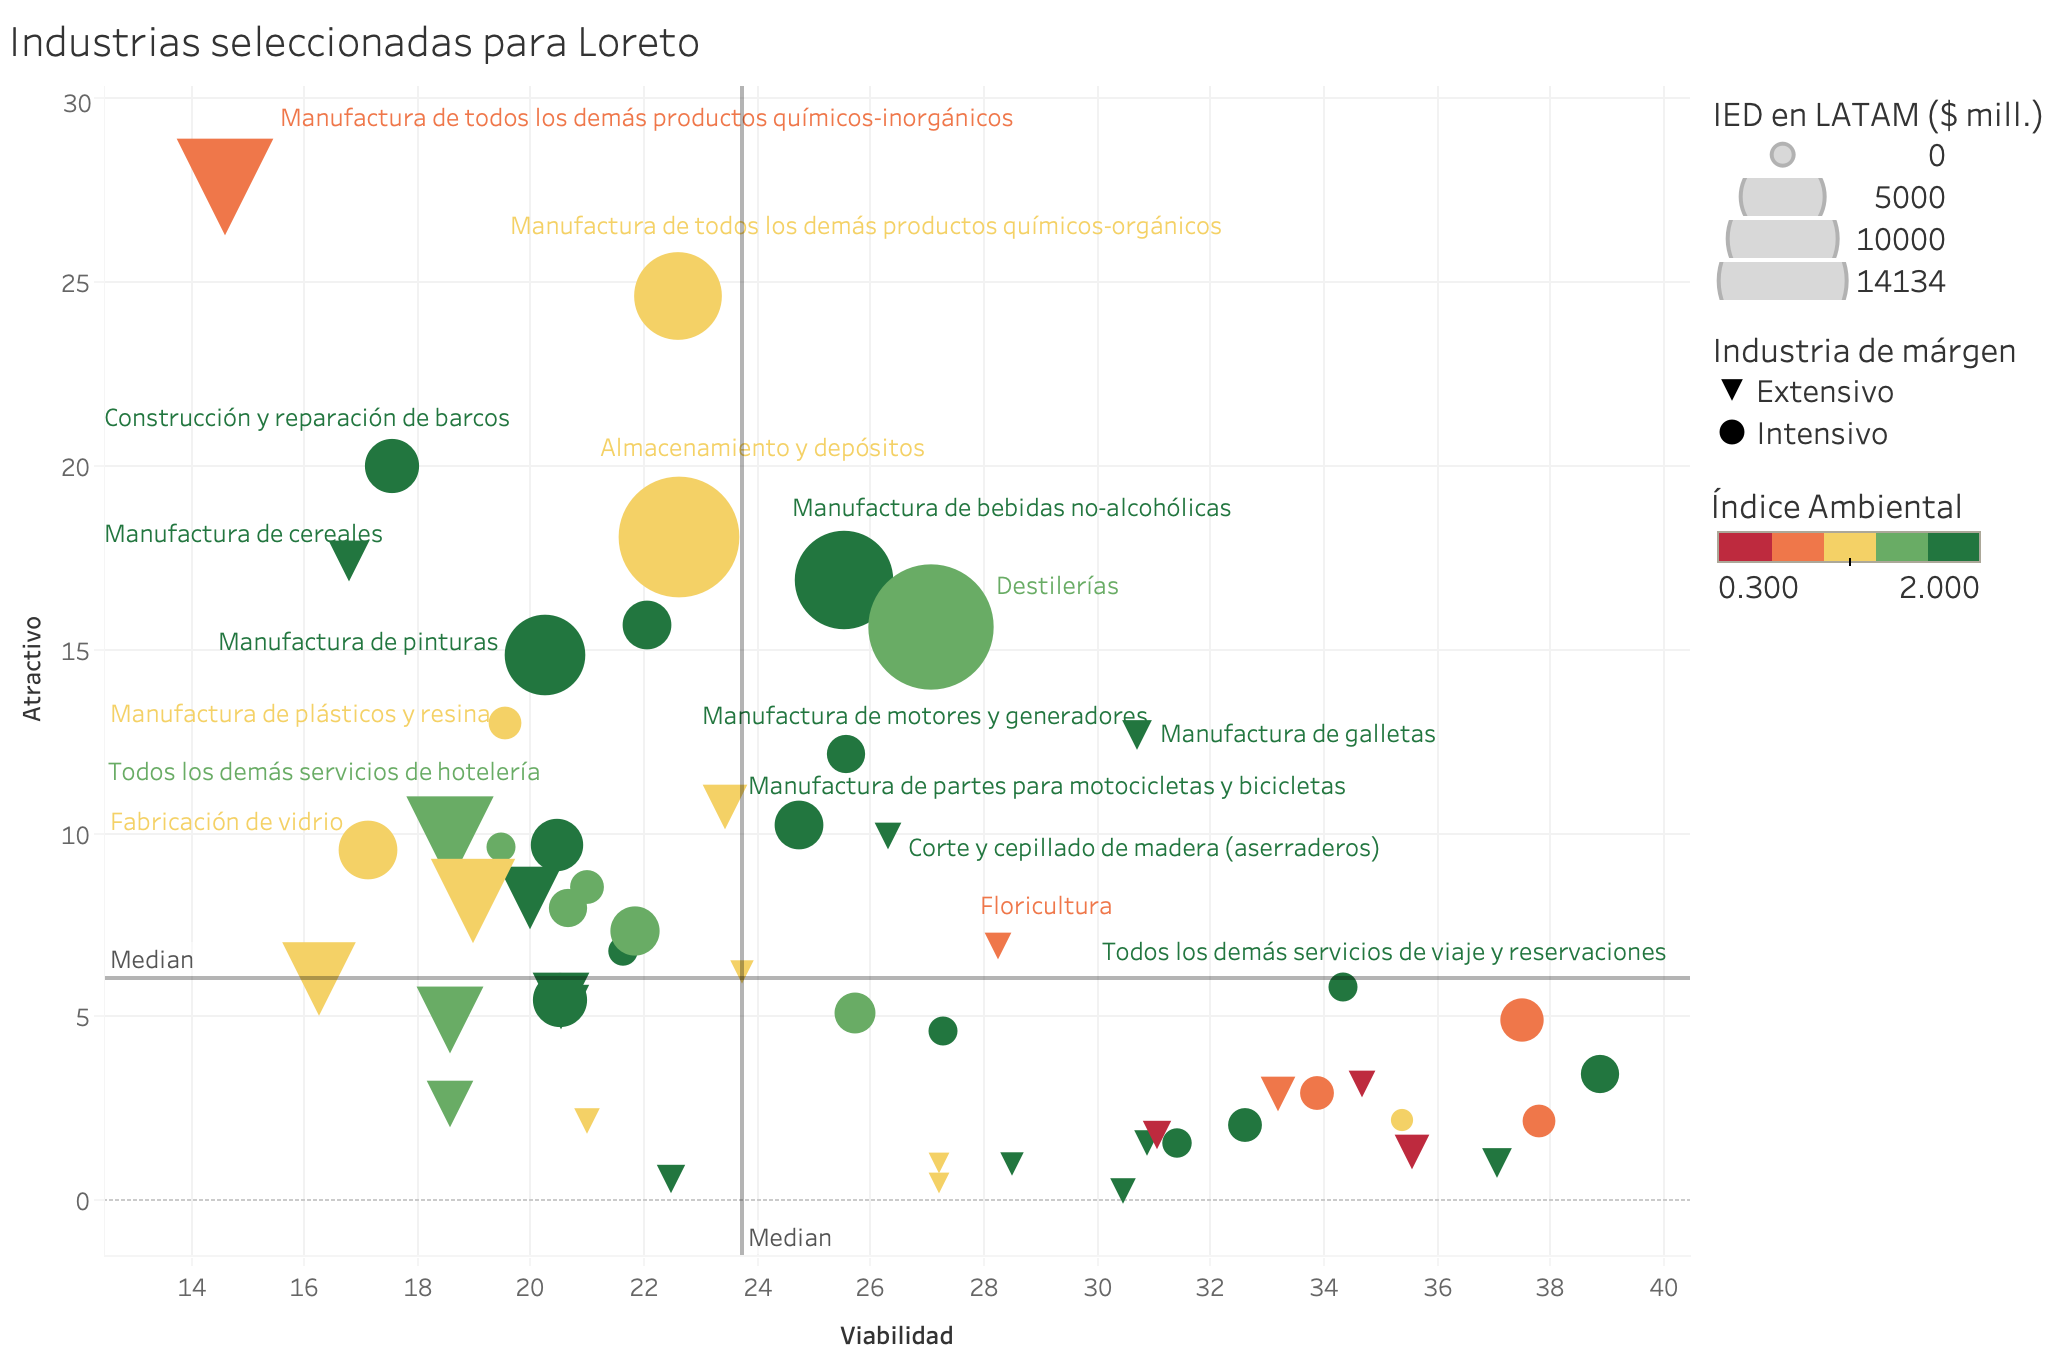 Industrias seleccionadas para Loreto
30
25
20
15
10
5
0
Atractivo
Manufactura de todos los demás productos químicos-inorgánicos
Manufactura de todos los demás productos químicos-orgánicos
Construcción y reparación de barcos
Almacenamiento y depósitos
Manufactura de bebidas no-alcohólicas
Manufactura de cereales
Destilerías
Manufactura de pinturas
Manufactura de plásticos y resina
Manufactura de motores y generadores
Manufactura de galletas
Todos los demás servicios de hotelería
Manufactura de partes para motocicletas y bicicletas
Fabricación de vidrio
Corte y cepillado de madera (aserraderos)
Floricultura
Todos los demás servicios de viaje y reservaciones
Median
Median
14 16 18 20 22 24 26 28 30 32 34 36 38 40
Viabilidad
IED en LATAM ($ mill.)
0
5000
10000
14134
Industria de márgen
Extensivo
Intensivo
Índice Ambiental
0.300 2.000